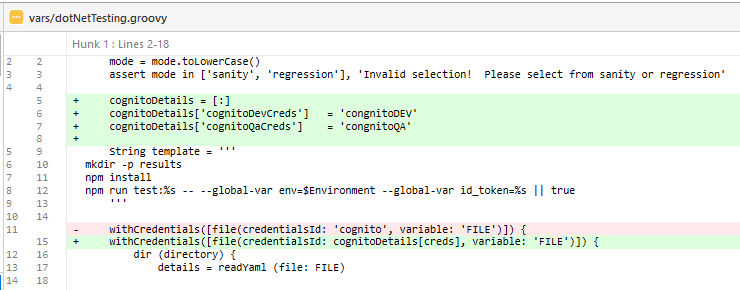 vars/dotNetTesting.groovy
Hunk 1 : Lines 2-18
2 2 mode = mode.toLowerCase()
3 3 assert mode in ['sanity', 'regression'], 'Invalid selection!  Please select from sanity or regression'
4 4
5 + cognitoDetails = [:]
6 + cognitoDetails['cognitoDevCreds']   = 'congnitoDEV'
7 + cognitoDetails['cognitoQaCreds']    = 'congnitoQA'
8 +
5 9 String template = '''
6 10 mkdir -p results
7 11 npm install
8 12 npm run test:%s -- --global-var env=$Environment --global-var id_token=%s || true
9 13 '''
10 14
11 - withCredentials([file(credentialsId: 'cognito', variable: 'FILE')]) {
15 + withCredentials([file(credentialsId: cognitoDetails[creds], variable: 'FILE')]) {
12 16 dir (directory) {
13 17 details = readYaml (file: FILE)
14 18